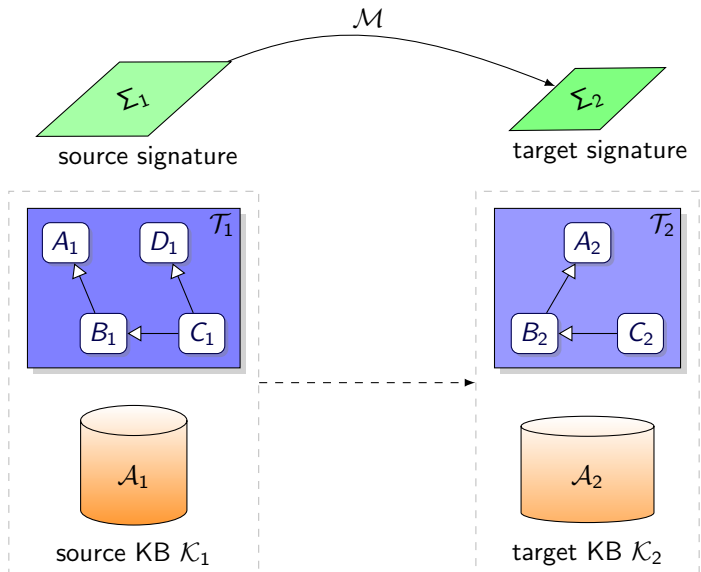 ℳ
Σ₁ Σ₂
source signature target signature
𝒯₁ 𝒯₂
A₁ D₁ A₂
B₁ C₁ B₂ C₂
𝒜₁ 𝒜₂
source KB 𝒦₁ target KB 𝒦₂